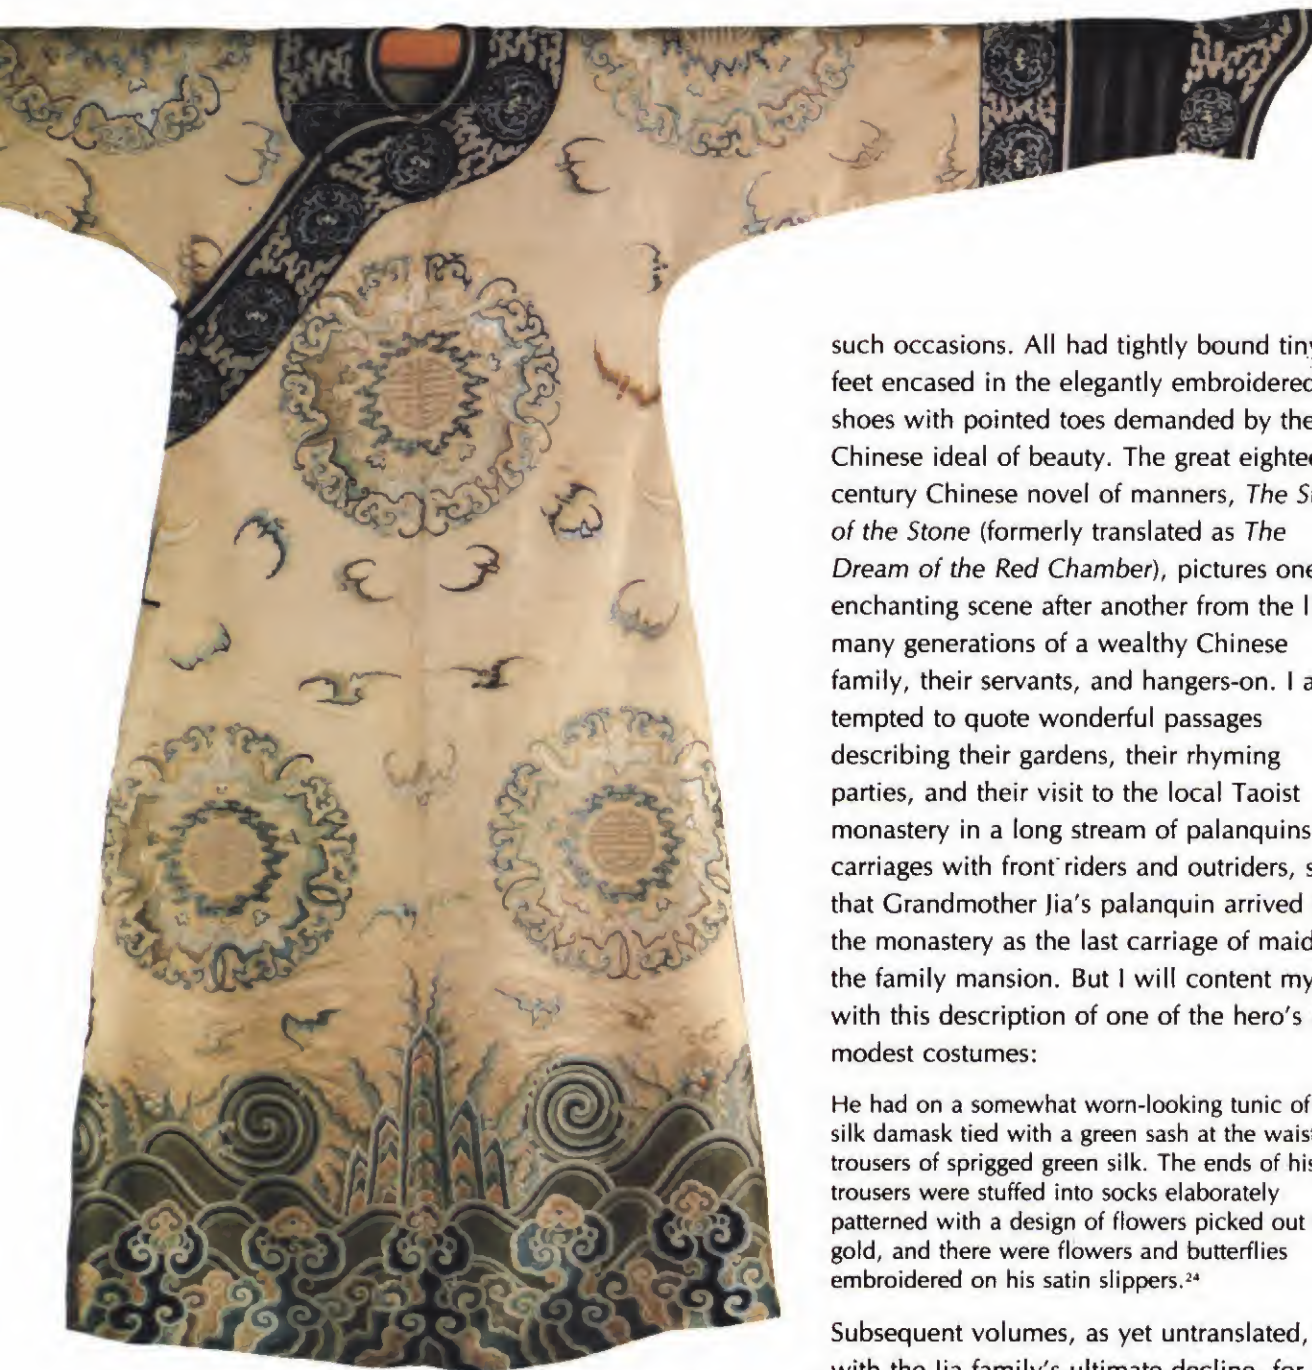 such occasions. All had tightly bound tiny
feet encased in the elegantly embroidered
shoes with pointed toes demanded by the
Chinese ideal of beauty. The great
century Chinese novel of manners, The
of the Stone (formerly translated as The
Dream of the Red Chamber), pictures one
enchanting scene after another from the
many generations of a wealthy Chinese
family, their servants, and hangers-on. I
tempted to quote wonderful passages
describing their gardens, their rhyming
parties, and their visit to the local Taoist
monastery in a long stream of palanquins
carriages with front riders and outriders,
that Grandmother Jia's palanquin arrived
the monastery as the last carriage of
the family mansion. But I will content
with this description of one of the hero's
modest costumes:
He had on a somewhat worn-looking tunic of
silk damask tied with a green sash at the
trousers of sprigged green silk. The ends of his
trousers were stuffed into socks elaborately
patterned with a design of flowers picked out
gold, and there were flowers and butterflies
embroidered on his satin slippers.²⁴
Subsequent volumes, as yet untranslated,
with the Jia family's ultimate decline, for